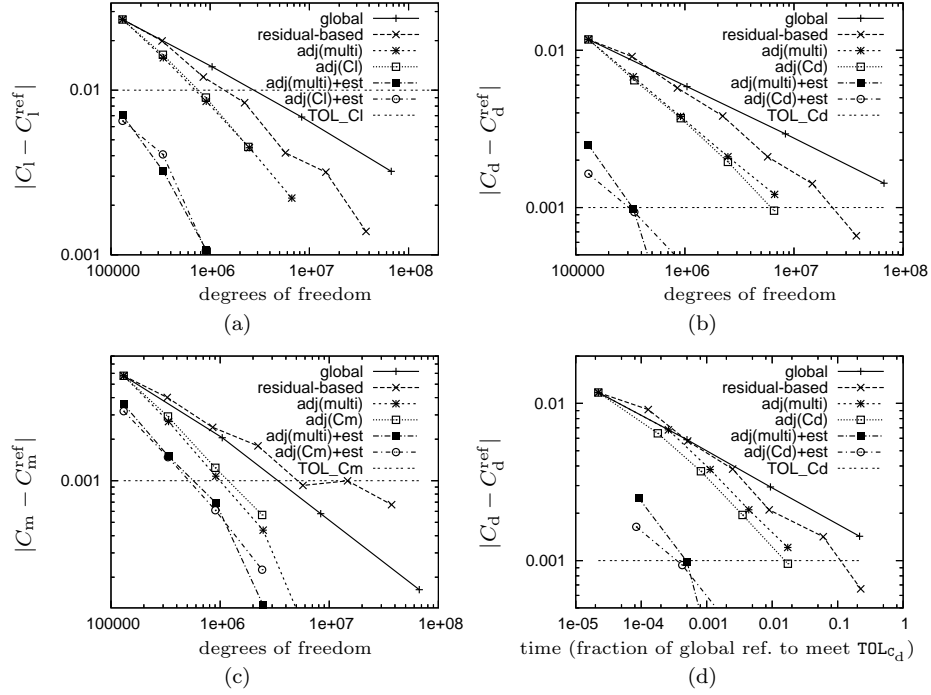 |C_l − C_l^ref|
0.01
0.001
global
residual-based
adj(multi)
adj(Cl)
adj(multi)+est
adj(Cl)+est
TOL_Cl
100000 1e+06 1e+07 1e+08
degrees of freedom
(a)
|C_d − C_d^ref|
0.01
0.001
global
residual-based
adj(multi)
adj(Cd)
adj(multi)+est
adj(Cd)+est
TOL_Cd
100000 1e+06 1e+07 1e+08
degrees of freedom
(b)
|C_m − C_m^ref|
0.001
global
residual-based
adj(multi)
adj(Cm)
adj(multi)+est
adj(Cm)+est
TOL_Cm
100000 1e+06 1e+07 1e+08
degrees of freedom
(c)
|C_d − C_d^ref|
0.01
0.001
global
residual-based
adj(multi)
adj(Cd)
adj(multi)+est
adj(Cd)+est
TOL_Cd
1e-05 1e-04 0.001 0.01 0.1 1
time (fraction of global ref. to meet TOL_C_d)
(d)